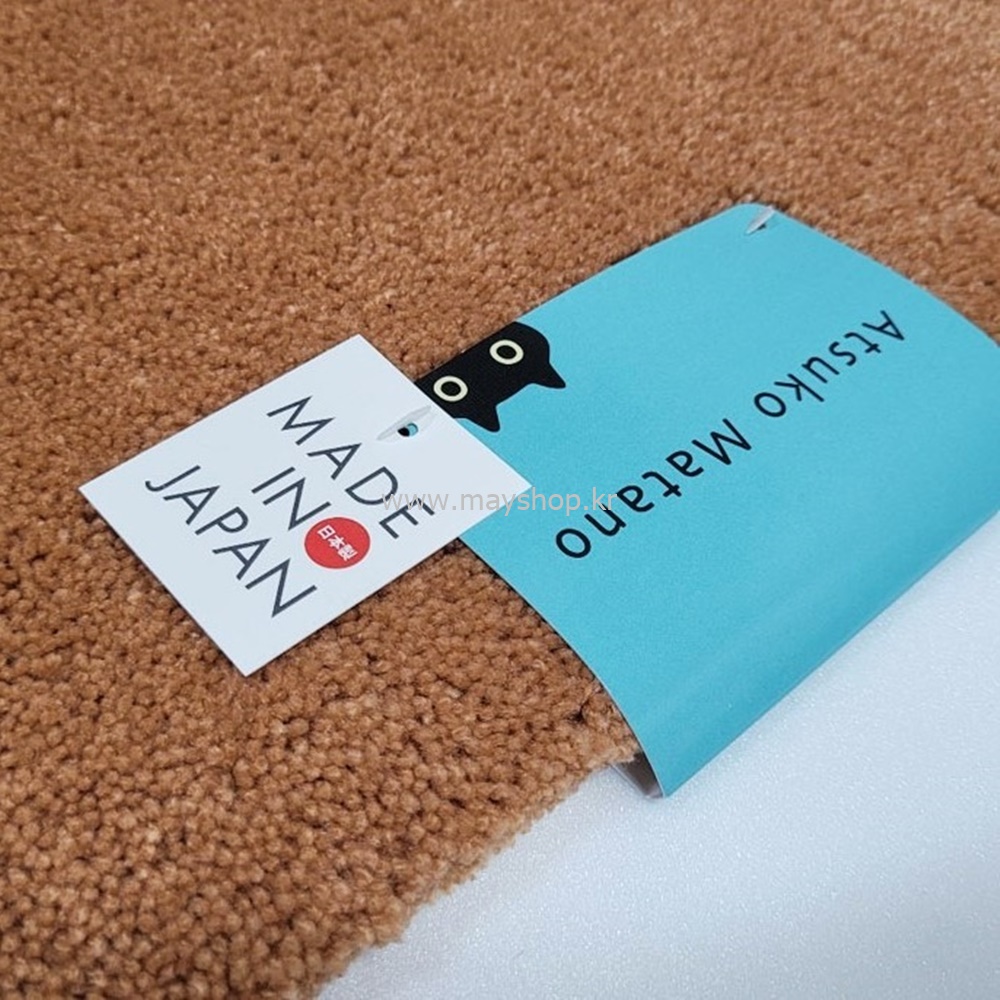 Atsuko Matano
MADE
IN
日本製
JAPAN
www.mayshop.kr